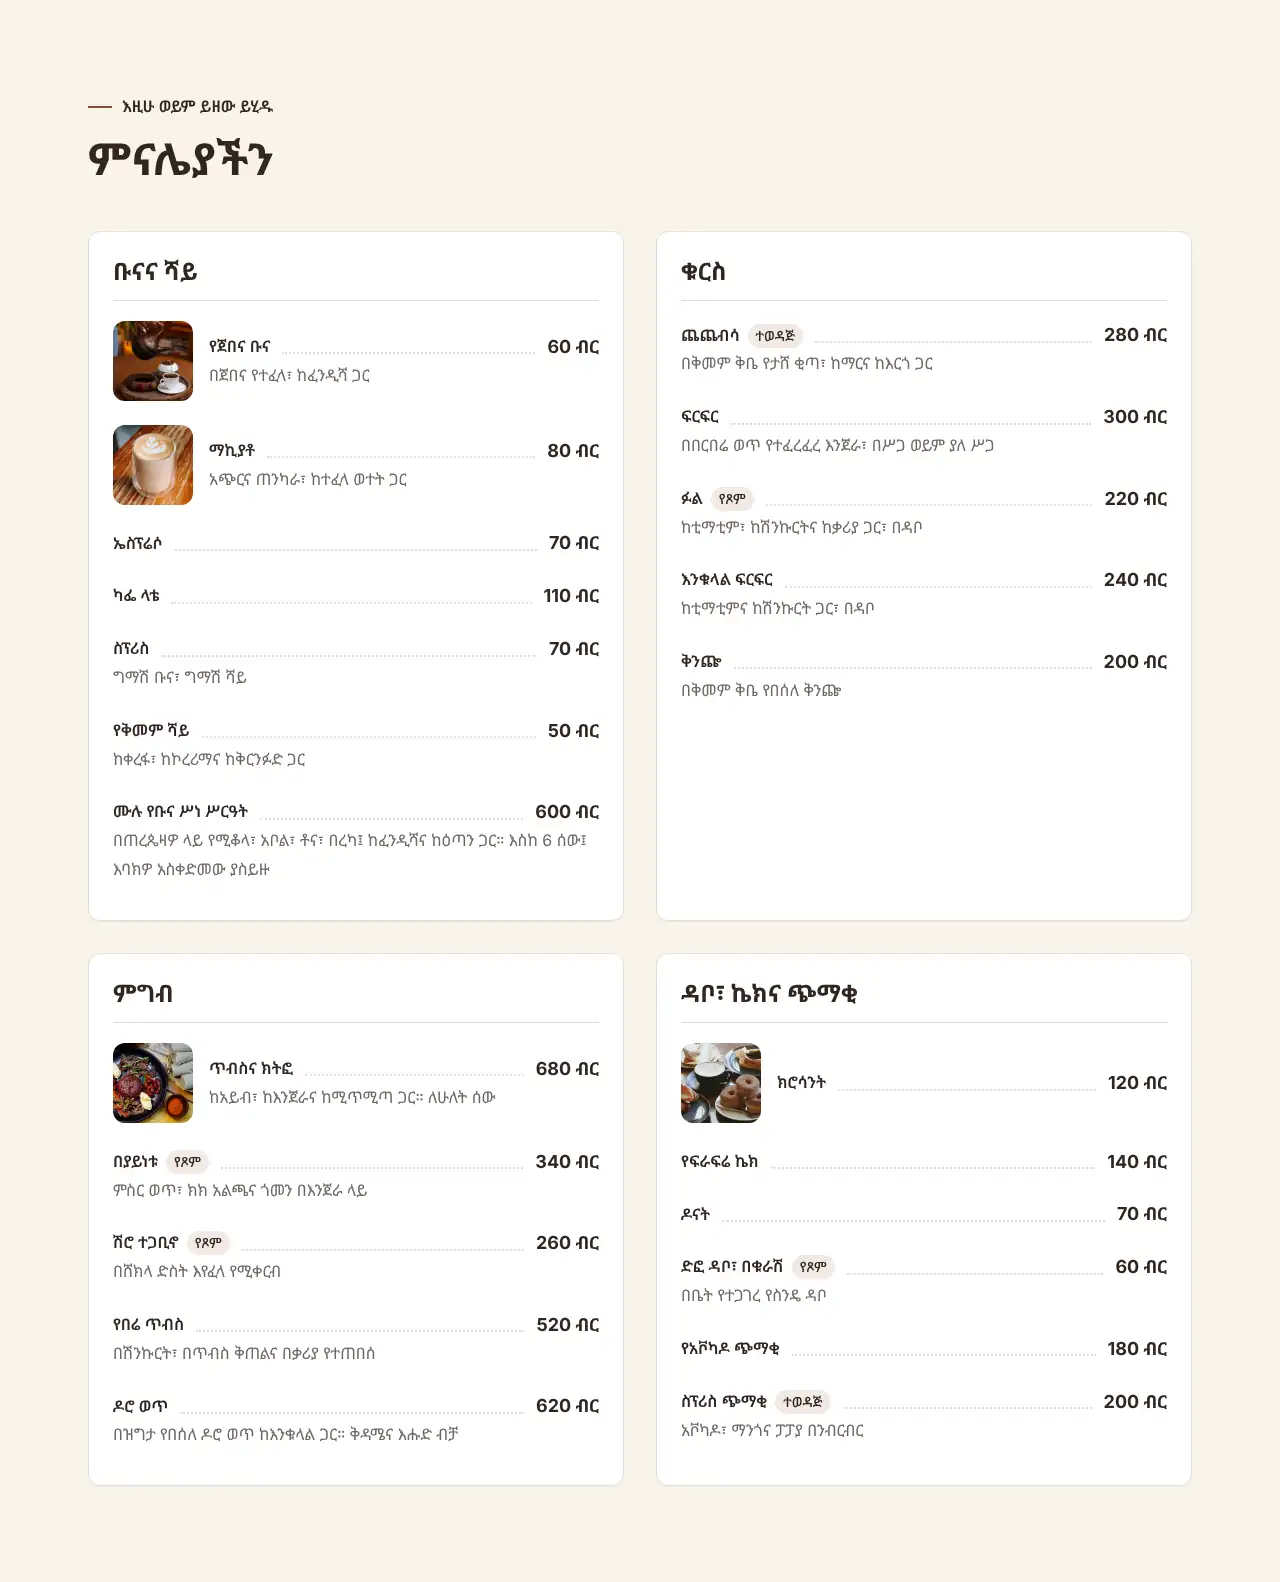 እዚሁ ወይም ይዘው ይሂዱ
ምናሌያችን
ቡናና ሻይ
የጀበና ቡና 60 ብር
በጀበና የተፈላ፣ ከፈንዲሻ ጋር
ማኪያቶ 80 ብር
አጭርና ጠንካራ፣ ከተፈላ ወተት ጋር
ኤስፕሬሶ 70 ብር
ካፌ ላቴ 110 ብር
ስፕሪስ 70 ብር
ግማሽ ቡና፣ ግማሽ ሻይ
የቅመም ሻይ 50 ብር
ከቀረፋ፣ ከኮረሪማና ከቅርንፉድ ጋር
ሙሉ የቡና ሥነ ሥርዓት 600 ብር
በጠረጴዛዎ ላይ የሚቆላ፣ አቦል፣ ቶና፣ በረካ፤ ከፈንዲሻና ከዕጣን ጋር። እስከ 6 ሰው፤
እባክዎ አስቀድመው ያስይዙ
ቁርስ
ጨጨብሳ ተወዳጅ 280 ብር
በቅመም ቅቤ የታሸ ቂጣ፣ ከማርና ከእርጎ ጋር
ፍርፍር 300 ብር
በበርበሬ ወጥ የተፈረፈረ እንጀራ፣ በሥጋ ወይም ያለ ሥጋ
ፉል የጾም 220 ብር
ከቲማቲም፣ ከሽንኩርትና ከቃሪያ ጋር፣ በዳቦ
እንቁላል ፍርፍር 240 ብር
ከቲማቲምና ከሽንኩርት ጋር፣ በዳቦ
ቅንጬ 200 ብር
በቅመም ቅቤ የበሰለ ቅንጬ
ምግብ
ጥብስና ክትፎ 680 ብር
ከአይብ፣ ከእንጀራና ከሚጥሚጣ ጋር። ለሁለት ሰው
በያይነቱ የጾም 340 ብር
ምስር ወጥ፣ ክክ አልጫና ጎመን በእንጀራ ላይ
ሽሮ ተጋቢኖ የጾም 260 ብር
በሸክላ ድስት እየፈላ የሚቀርብ
የበሬ ጥብስ 520 ብር
በሽንኩርት፣ በጥብስ ቅጠልና በቃሪያ የተጠበሰ
ዶሮ ወጥ 620 ብር
በዝግታ የበሰለ ዶሮ ወጥ ከእንቁላል ጋር። ቅዳሜና እሑድ ብቻ
ዳቦ፣ ኬክና ጭማቂ
ክሮሳንት 120 ብር
የፍራፍሬ ኬክ 140 ብር
ዶናት 70 ብር
ድፎ ዳቦ፣ በቁራሽ የጾም 60 ብር
በቤት የተጋገረ የስንዴ ዳቦ
የአቮካዶ ጭማቂ 180 ብር
ስፕሪስ ጭማቂ ተወዳጅ 200 ብር
አቮካዶ፣ ማንጎና ፓፓያ በንብርብር